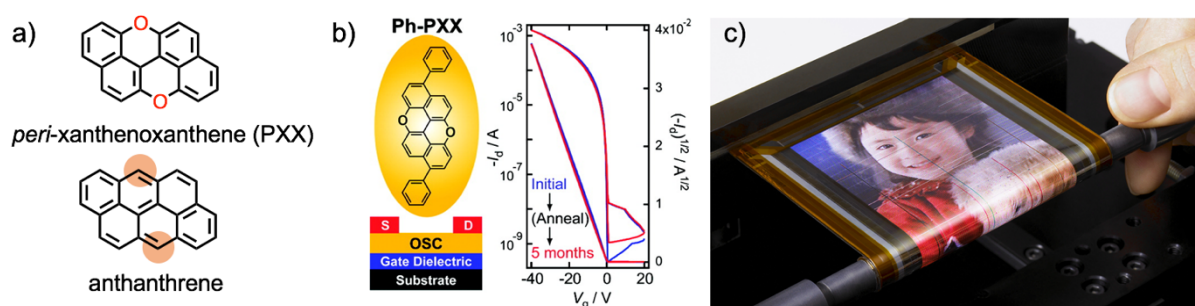 a)
O
O
peri-xanthenoxanthene (PXX)
anthanthrene
b)
Ph-PXX
O
O
S
D
OSC
Gate Dielectric
Substrate
10⁻³
10⁻⁵
10⁻⁷
10⁻⁹
-I_d / A
4x10⁻²
3
2
1
0
(-I_d)^1/2 / A^1/2
Initial
(Anneal)
5 months
-40
-20
0
20
V_g / V
c)